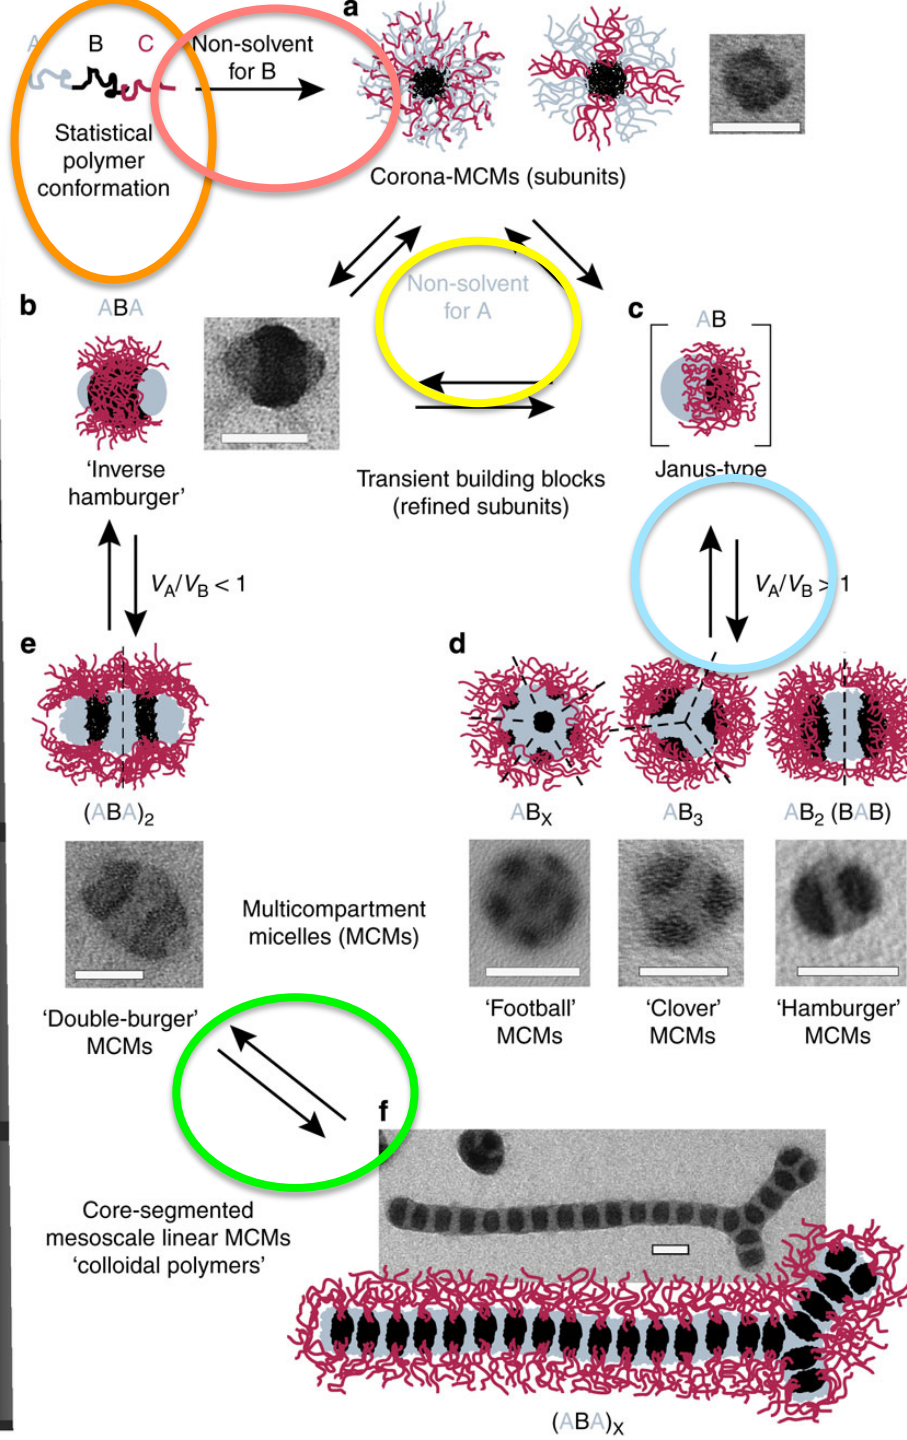 a
A B C
Non-solvent
for B
Statistical
polymer
conformation
Corona-MCMs (subunits)
Non-solvent
for A
b
ABA
c
AB
'Inverse
hamburger'
Transient building blocks
(refined subunits)
Janus-type
VA/VB < 1
VA/VB > 1
e
d
(ABA)2
ABX
AB3
AB2 (BAB)
Multicompartment
micelles (MCMs)
'Double-burger'
MCMs
'Football'
MCMs
'Clover'
MCMs
'Hamburger'
MCMs
f
Core-segmented
mesoscale linear MCMs
'colloidal polymers'
(ABA)X